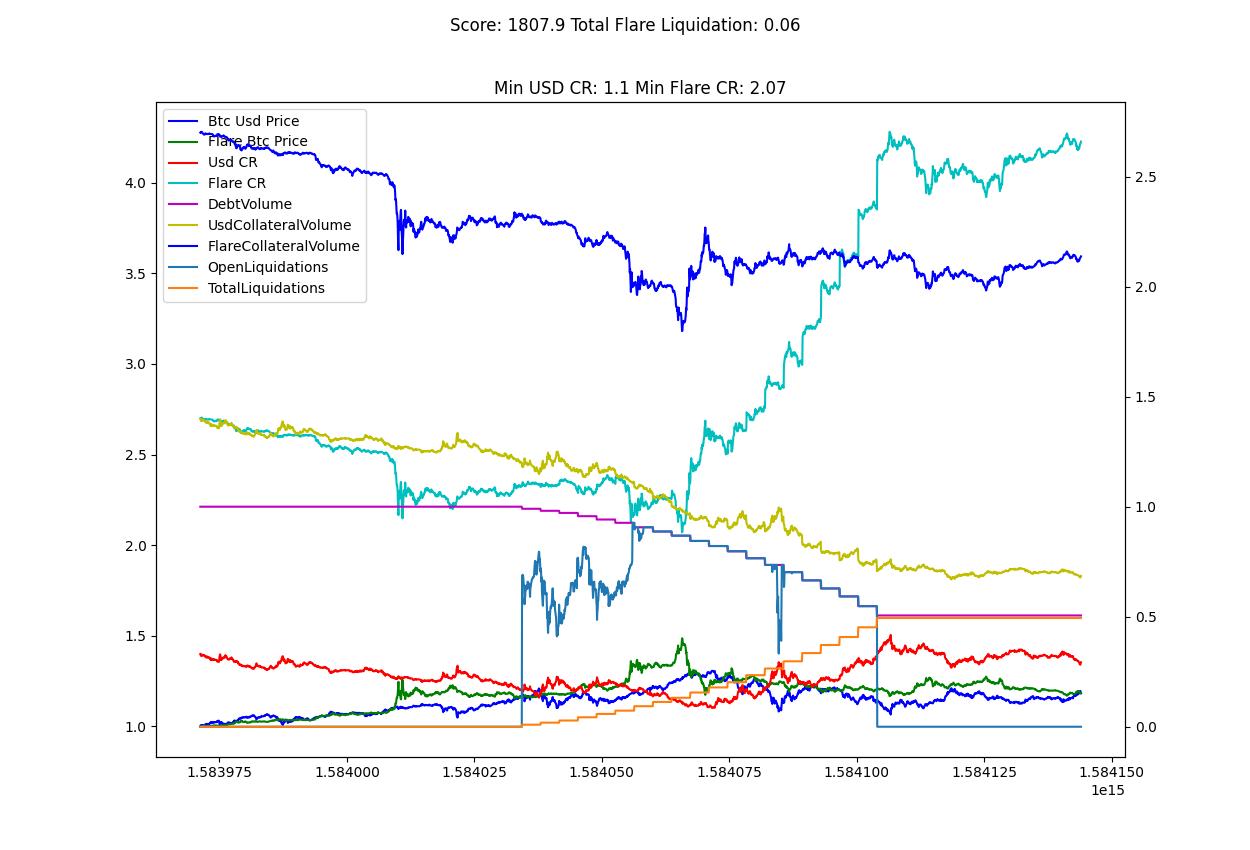 Score: 1807.9 Total Flare Liquidation: 0.06
Min USD CR: 1.1 Min Flare CR: 2.07
Btc Usd Price
Flare Btc Price
Usd CR
Flare CR
DebtVolume
UsdCollateralVolume
FlareCollateralVolume
OpenLiquidations
TotalLiquidations
4.0
3.5
3.0
2.5
2.0
1.5
1.0
2.5
2.0
1.5
1.0
0.5
0.0
1.583975 1.584000 1.584025 1.584050 1.584075 1.584100 1.584125 1.584150
1e15